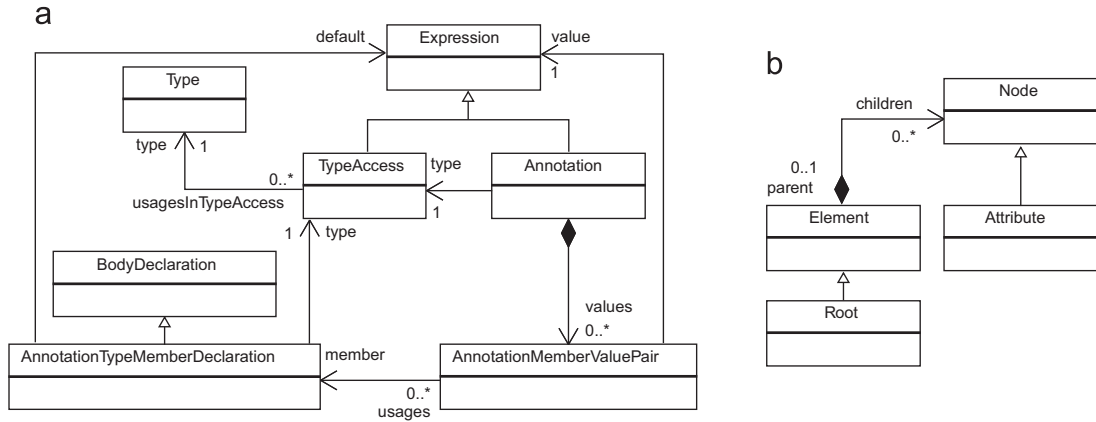 a
default
Expression
value
1
Type
type
1
TypeAccess
type
Annotation
0..*
usagesInTypeAccess
1
1
type
BodyDeclaration
values
0..*
AnnotationTypeMemberDeclaration
member
AnnotationMemberValuePair
0..*
usages
b
Node
children
0..*
0..1
parent
Element
Attribute
Root